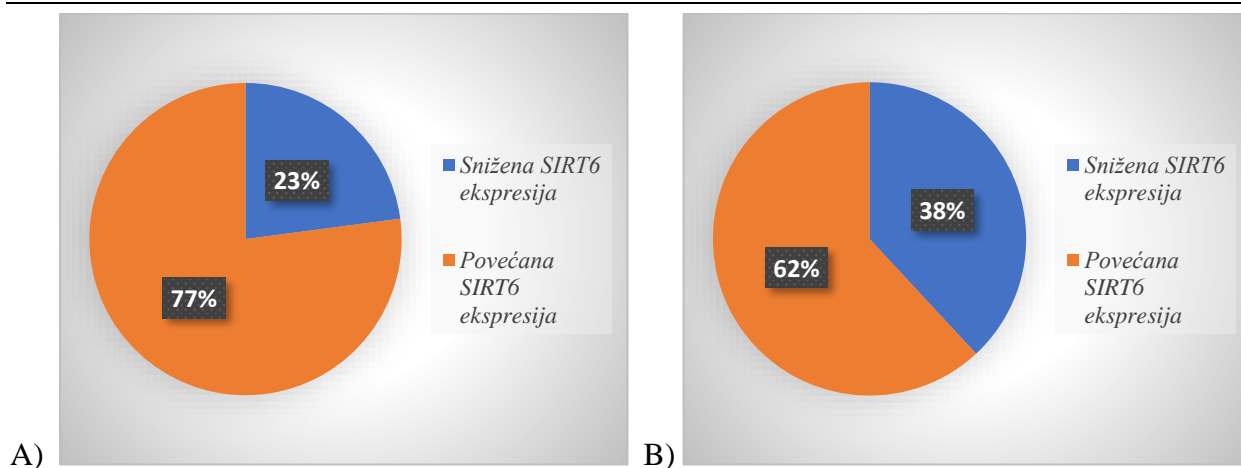 23%
77%
Snižena SIRT6
ekspresija
Povećana
SIRT6
ekspresija
A)
38%
62%
Snižena SIRT6
ekspresija
Povećana
SIRT6
ekspresija
B)